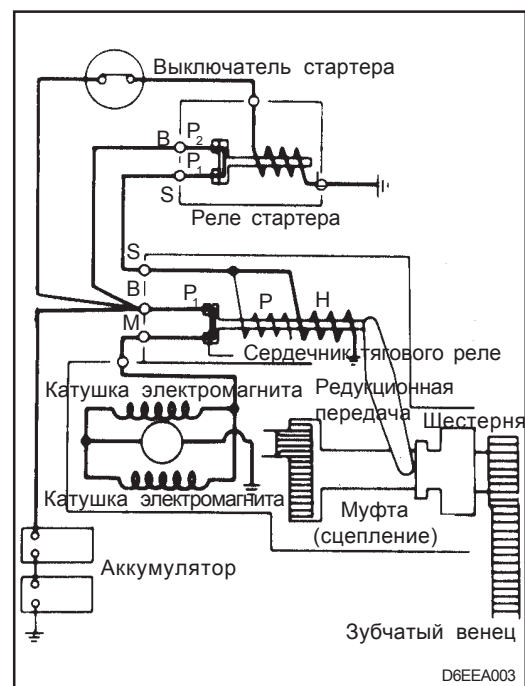 Выключатель стартера
B P2
P1
S
L
Реле стартера
S
B P1 P H
M
Сердечник тягового реле
Катушка электромагнита
Редукционная передача
Шестерня
Катушка электромагнита
Муфта
(сцепление)
Аккумулятор
Зубчатый венец
D6EEA003